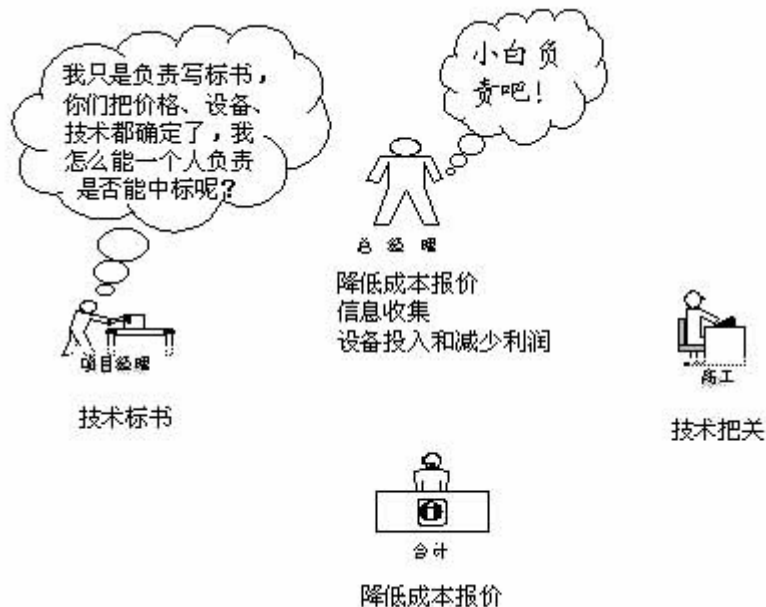 我只是负责写标书，
你们把价格、设备、
技术都确定了，我
怎么能一个人负责
是否能中标呢？
小白负
责吧！
总经理
降低成本报价
信息收集
设备投入和减少利润
项目经理
技术标书
高工
技术把关
会计
降低成本报价